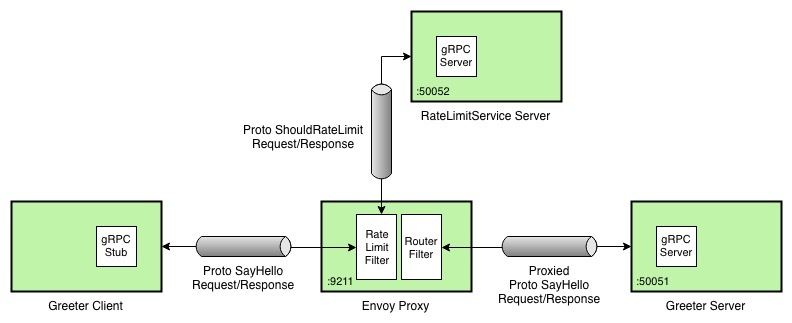 gRPC
Server
:50052
RateLimitService Server
Proto ShouldRateLimit
Request/Response
gRPC
Stub
Greeter Client
Proto SayHello
Request/Response
Rate
Limit
Filter
Router
Filter
:9211
Envoy Proxy
Proxied
Proto SayHello
Request/Response
gRPC
Server
:50051
Greeter Server